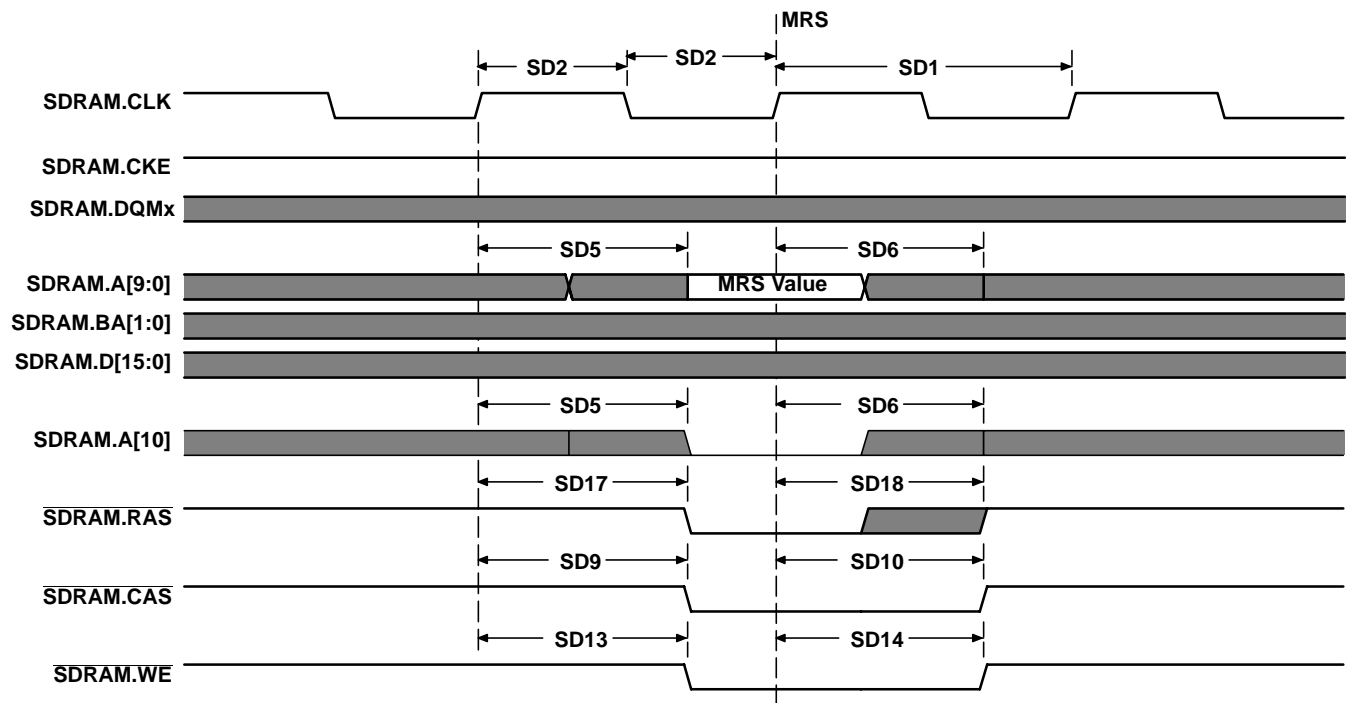 MRS
SD2
SD2
SD1
SDRAM.CLK
SDRAM.CKE
SDRAM.DQMx
SD5
SD6
SDRAM.A[9:0]
MRS Value
SDRAM.BA[1:0]
SDRAM.D[15:0]
SD5
SD6
SDRAM.A[10]
SD17
SD18
SDRAM.RAS
SD9
SD10
SDRAM.CAS
SD13
SD14
SDRAM.WE